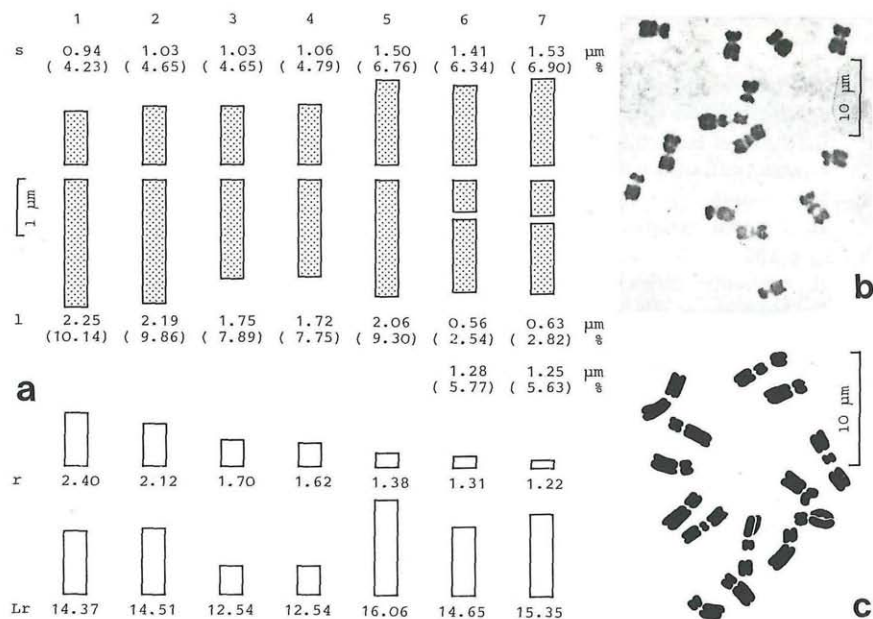 1 2 3 4 5 6 7
s 0.94 1.03 1.03 1.06 1.50 1.41 1.53 µm
( 4.23) ( 4.65) ( 4.65) ( 4.79) ( 6.76) ( 6.34) ( 6.90) %
1 µm
l 2.25 2.19 1.75 1.72 2.06 0.56 0.63 µm
(10.14) ( 9.86) ( 7.89) ( 7.75) ( 9.30) ( 2.54) ( 2.82) %
1.28 1.25 µm
( 5.77) ( 5.63) %
a
r 2.40 2.12 1.70 1.62 1.38 1.31 1.22
Lr 14.37 14.51 12.54 12.54 16.06 14.65 15.35
10 µm
b
10 µm
c